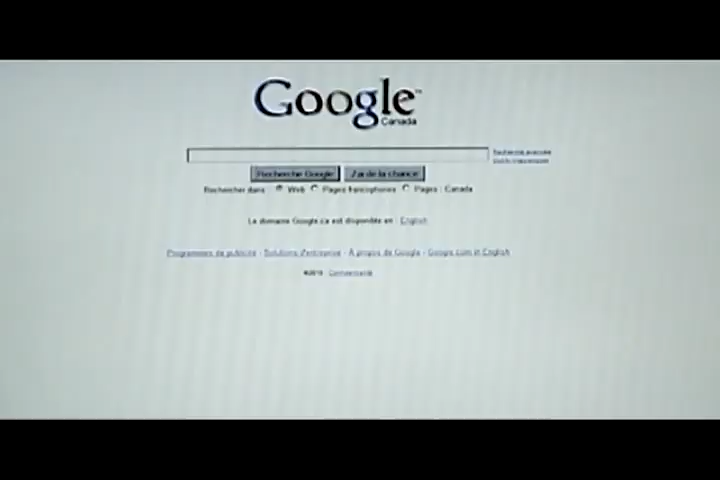 Google™
Canada
Recherche avancée
Outils linguistiques
Recherche Google J'ai de la chance
Rechercher dans : Web Pages francophones Pages : Canada
Le domaine Google.ca est disponible en : English
Programmes de publicité - Solutions d'entreprise - À propos de Google - Google.com in English
©2010 - Confidentialité